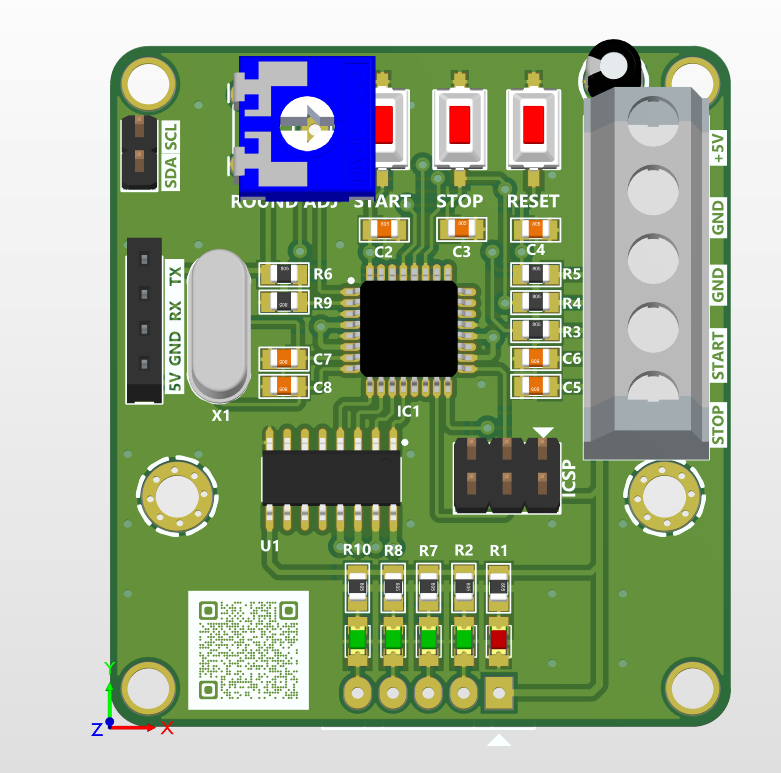 SCL
SDA
+5V
ROUND ADJ
START
STOP
RESET
GND
C2
C3
C4
TX
RX
GND
5V
R6
R9
C7
C8
R5
R4
R3
C6
C5
GND
START
STOP
X1
IC1
ICSP
U1
R10
R8
R7
R2
R1
Y
Z
X